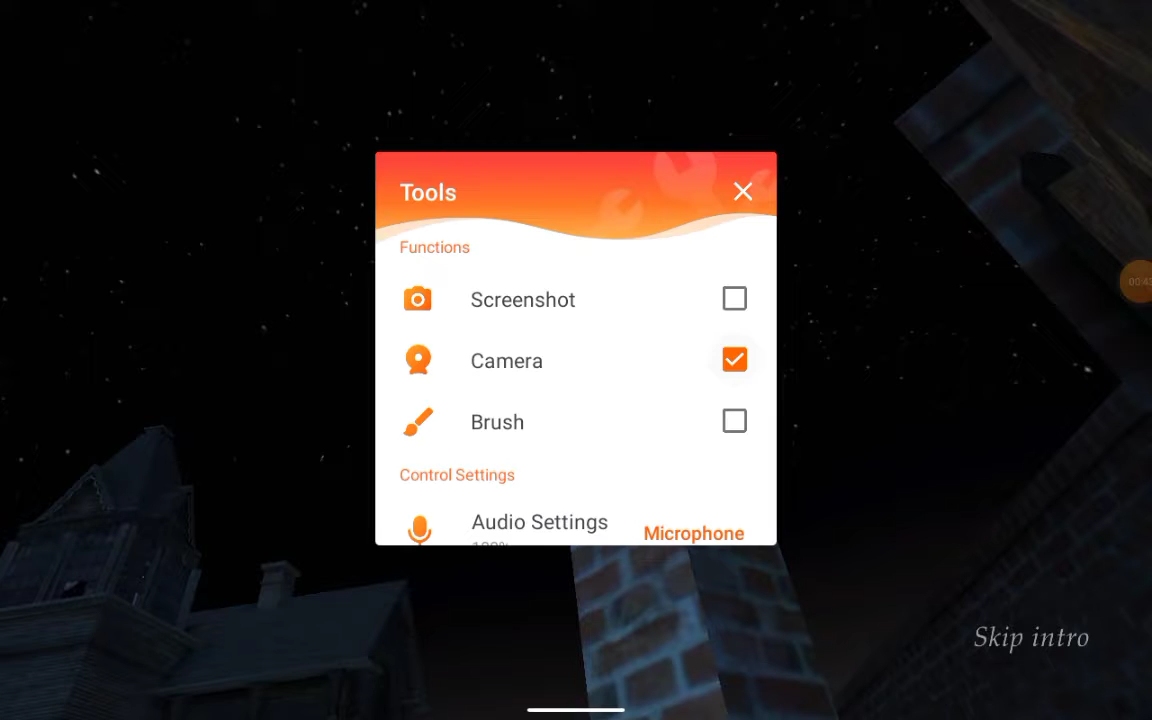 Tools
Functions
Screenshot
Camera
Brush
Control Settings
Audio Settings
Microphone
Skip intro